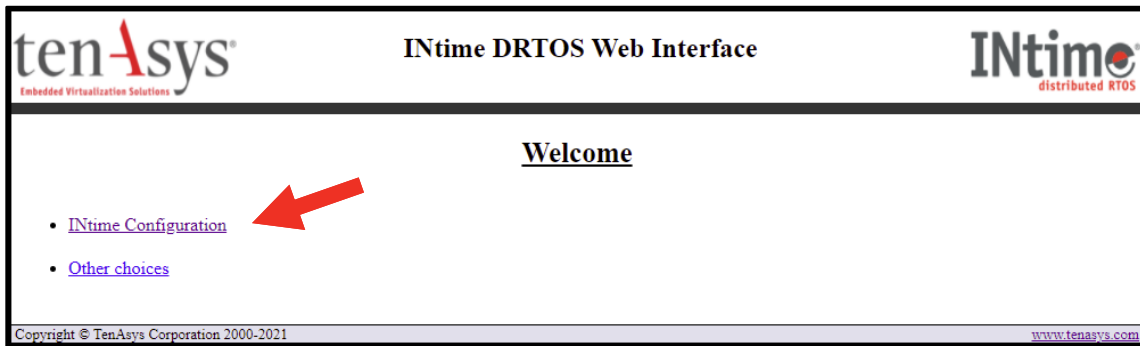 tenAsys®
Embedded Virtualization Solutions
INtime DRTOS Web Interface
INtime®
distributed RTOS
Welcome
INtime Configuration
Other choices
Copyright © TenAsys Corporation 2000-2021
www.tenasys.com